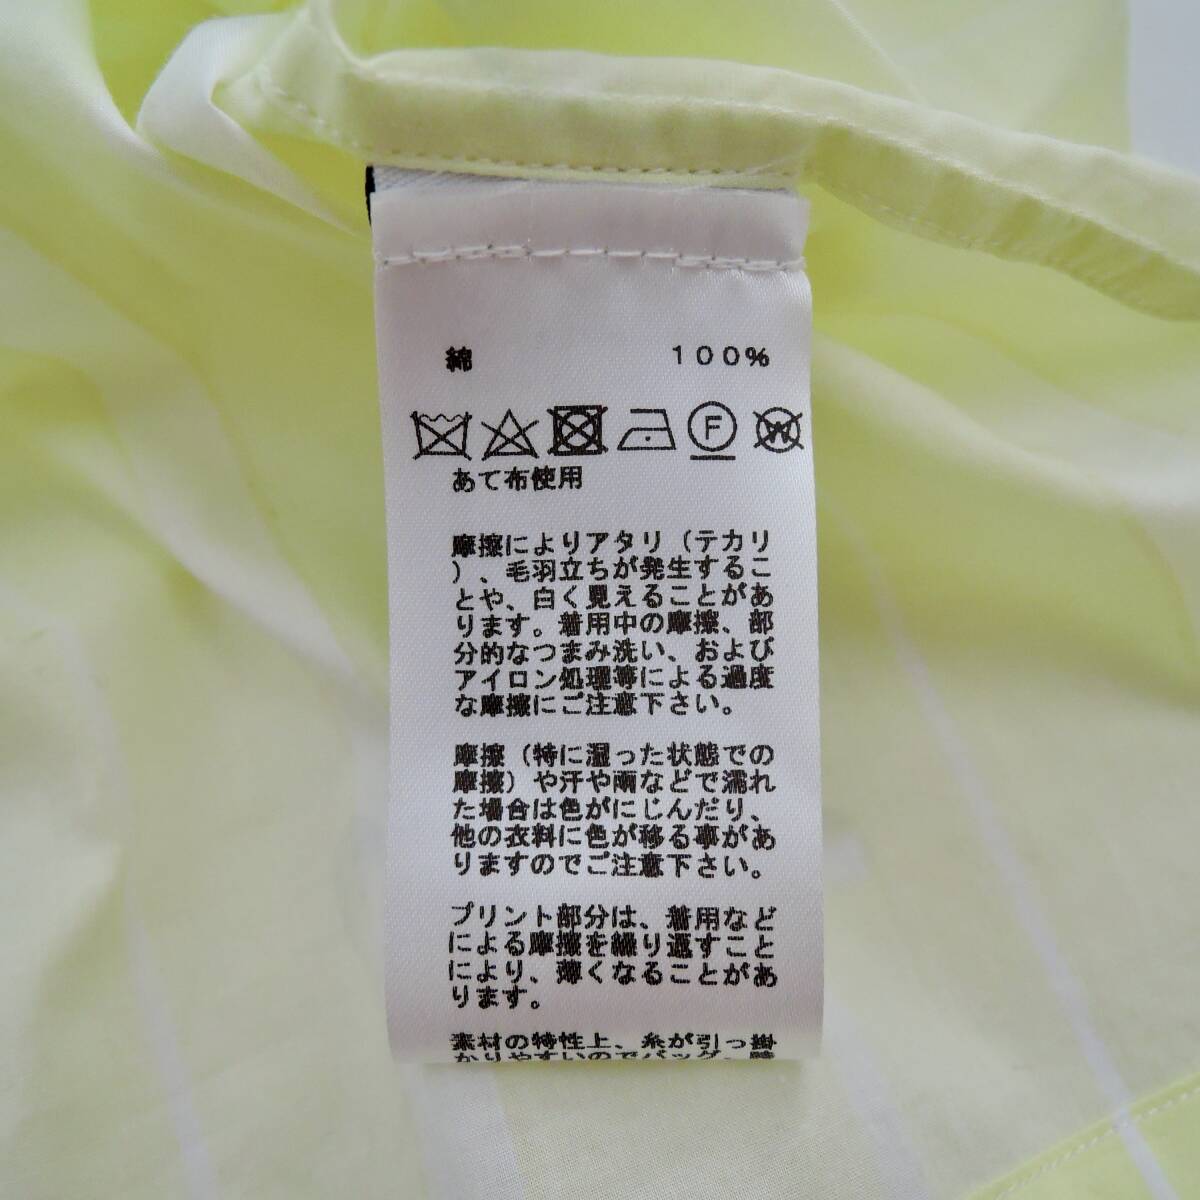 綿 100%
F W
あて布使用
摩擦によりアタリ（テカリ
）、毛羽立ちが発生するこ
とや、白く見えることがあ
ります。着用中の摩擦、部
分的なつまみ洗い、および
アイロン処理等による過度
な摩擦にご注意下さい。
摩擦（特に湿った状態での
摩擦）や汗や雨などで濡れ
た場合は色がにじんだり、
他の衣料に色が移る事があ
りますのでご注意下さい。
プリント部分は、着用など
による摩擦を繰り返すこと
により、薄くなることがあ
ります。
素材の特性上、糸が引っ掛
かりやすいのでバッグ、